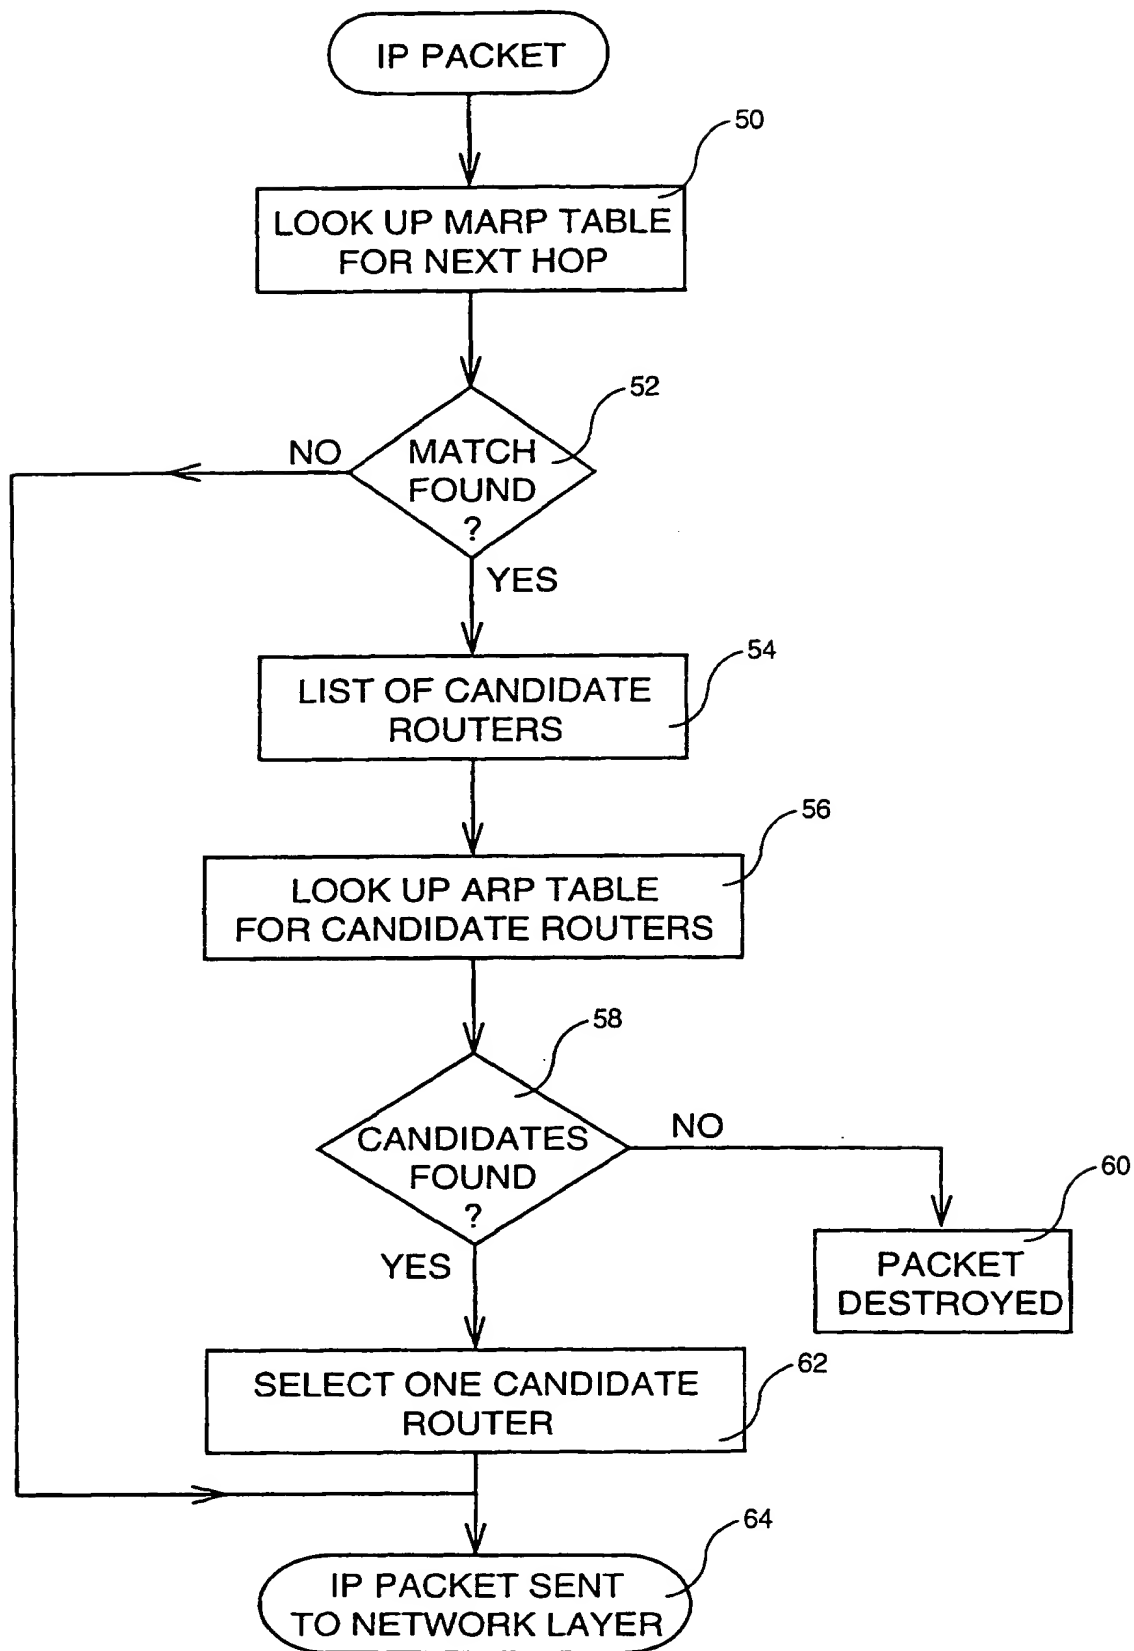 IP PACKET
50
LOOK UP MARP TABLE
FOR NEXT HOP
52
NO
MATCH
FOUND
?
YES
54
LIST OF CANDIDATE
ROUTERS
56
LOOK UP ARP TABLE
FOR CANDIDATE ROUTERS
58
CANDIDATES
FOUND
?
NO
60
PACKET
DESTROYED
YES
62
SELECT ONE CANDIDATE
ROUTER
64
IP PACKET SENT
TO NETWORK LAYER